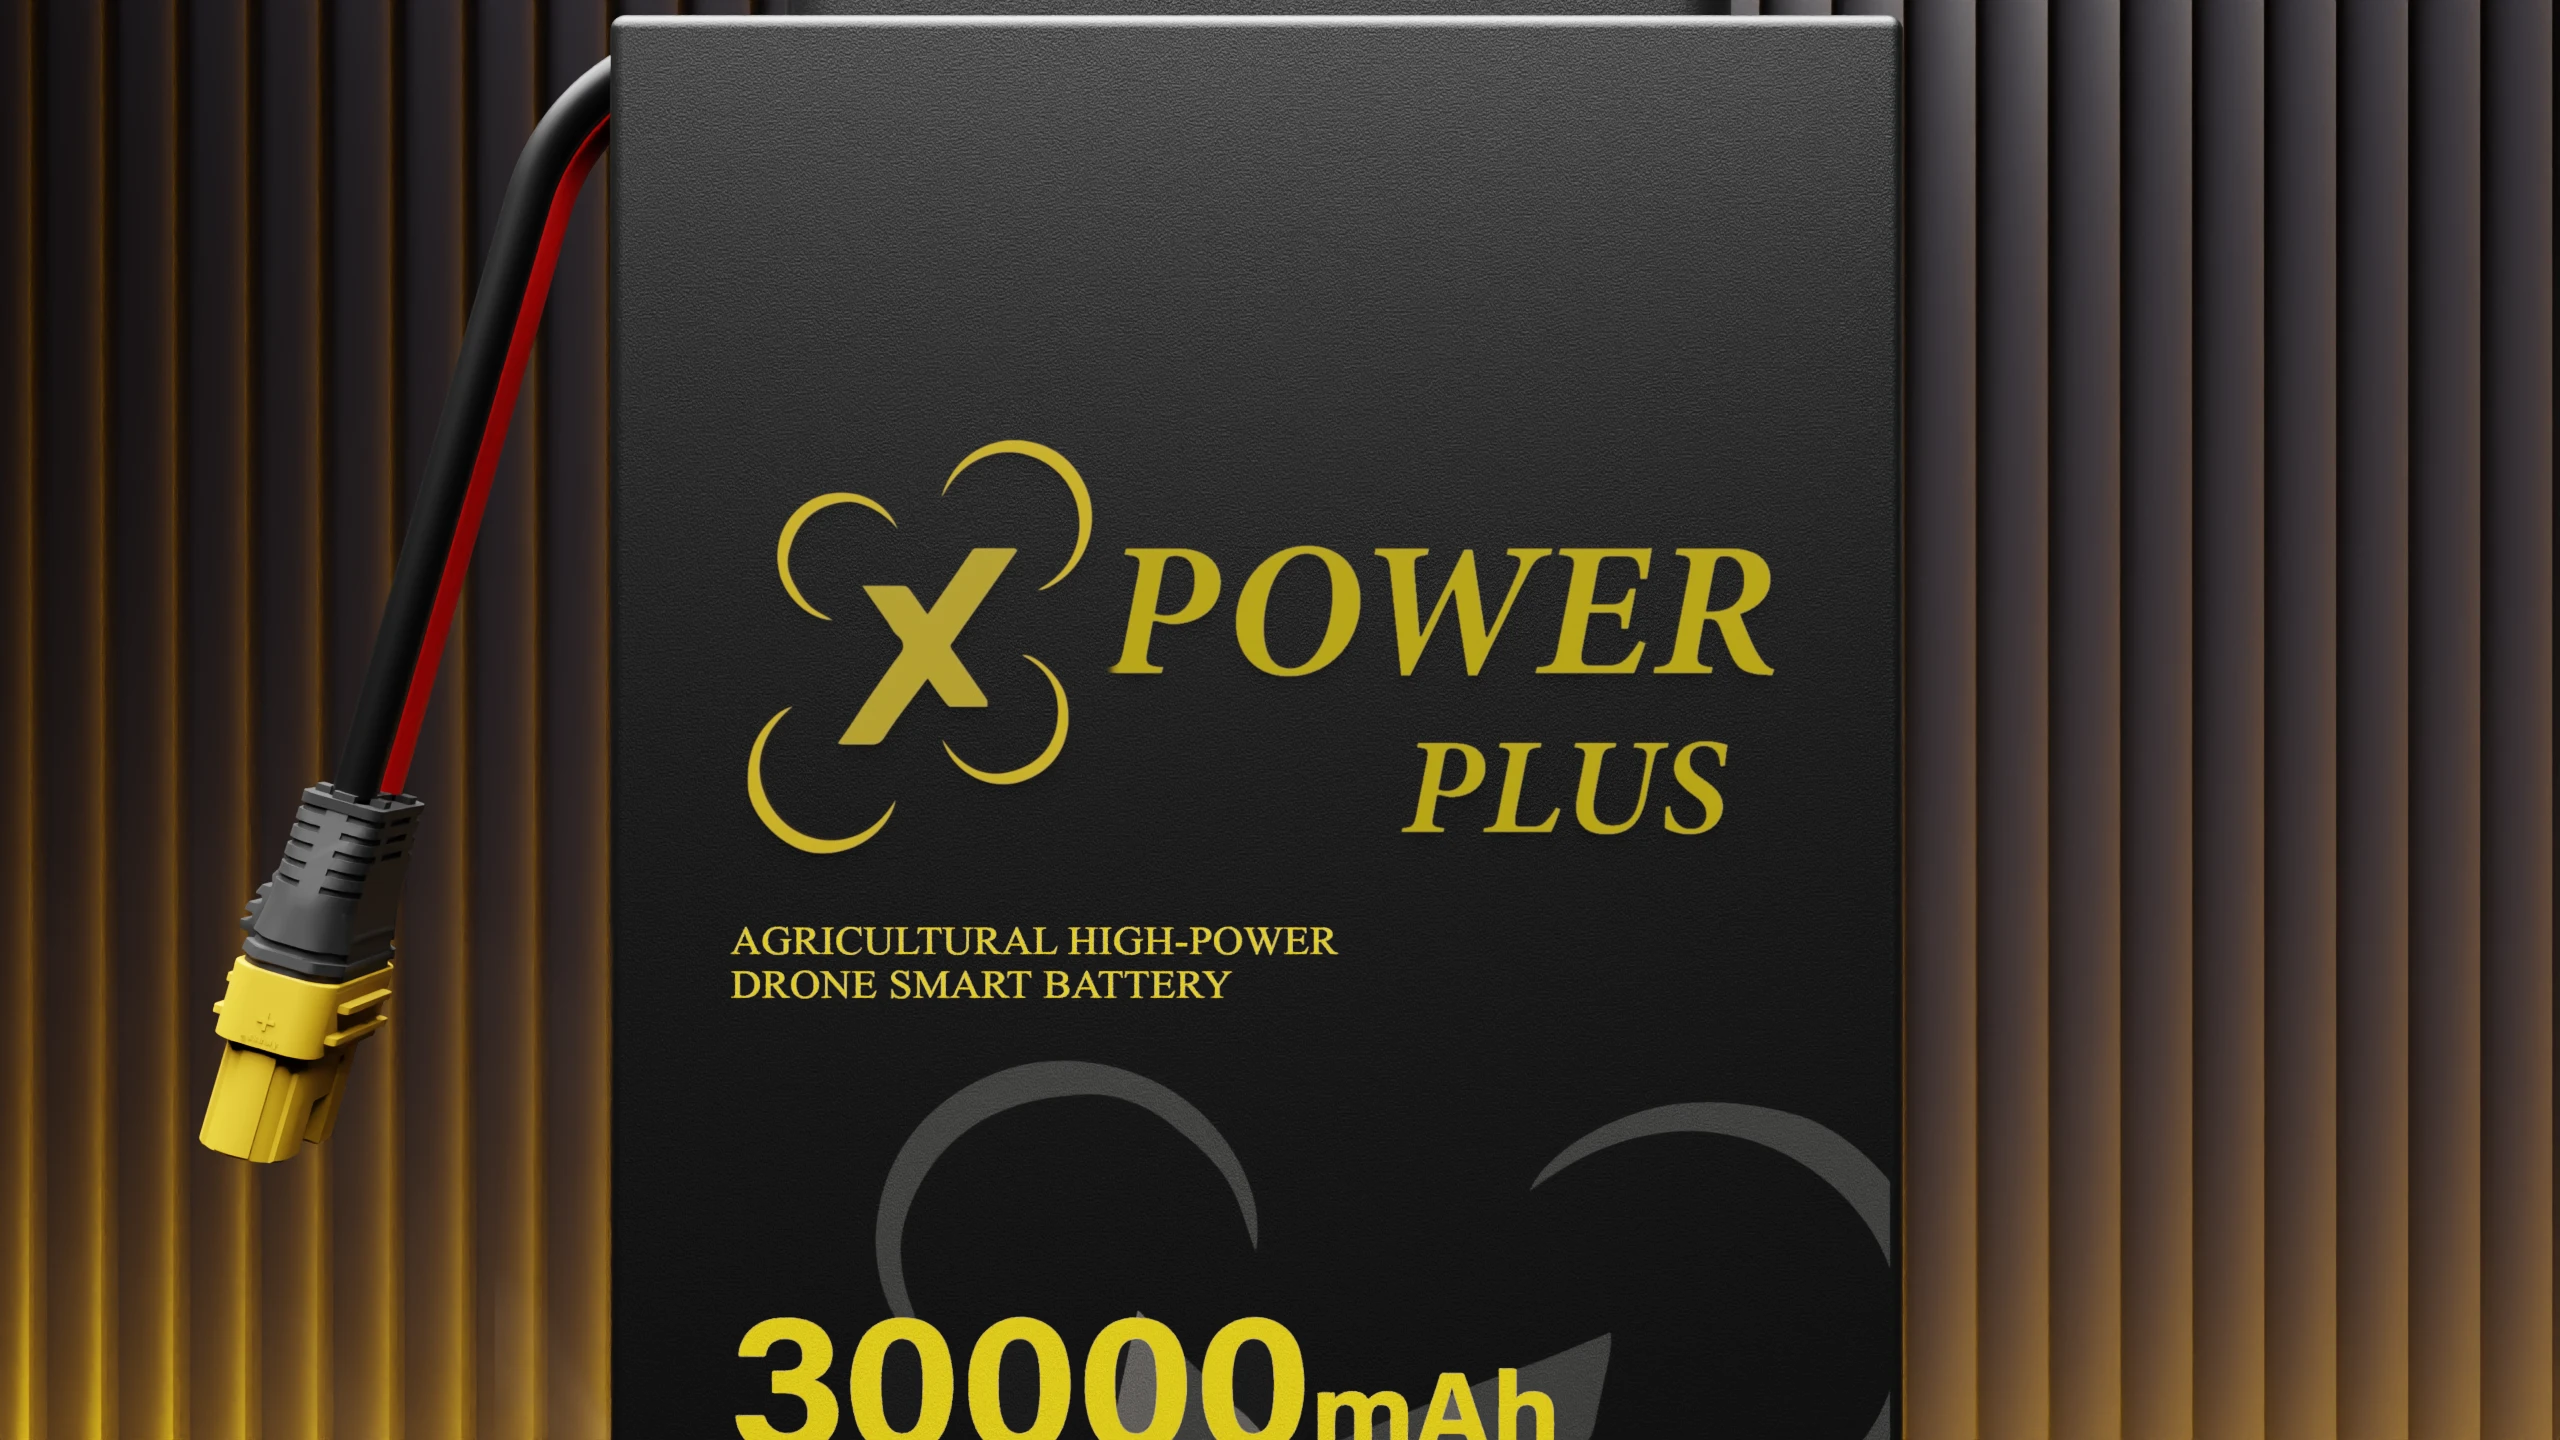 X POWER
PLUS
AGRICULTURAL HIGH-POWER
DRONE SMART BATTERY
30000mAh